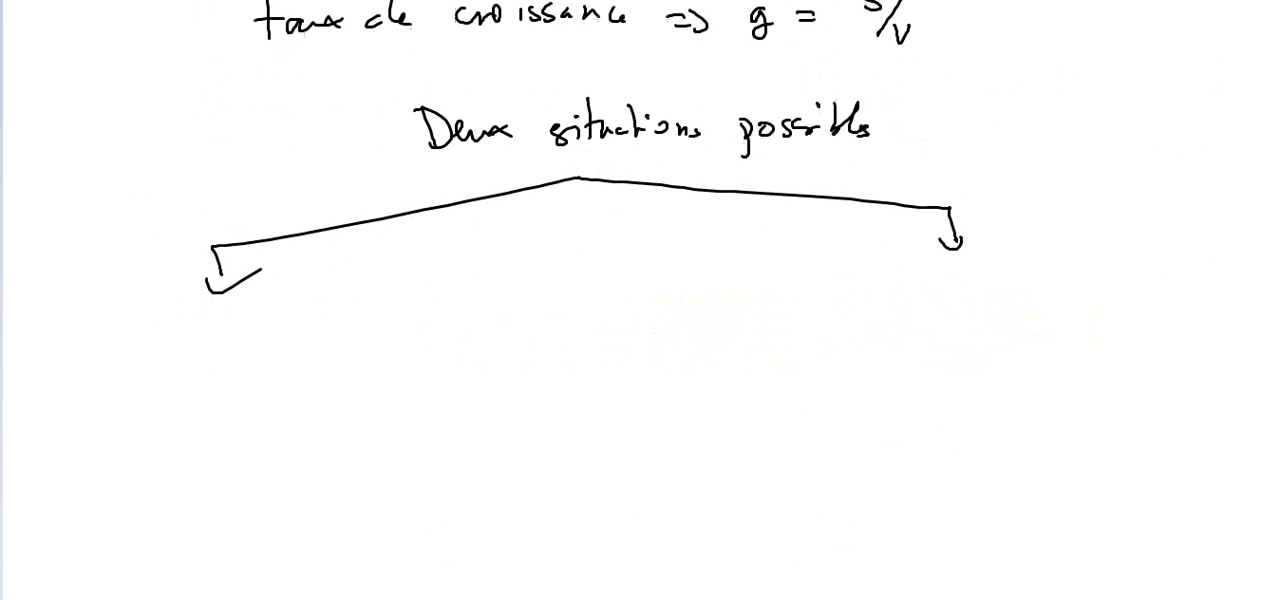 taux de croissance => g = s/v
Deux situations possibles